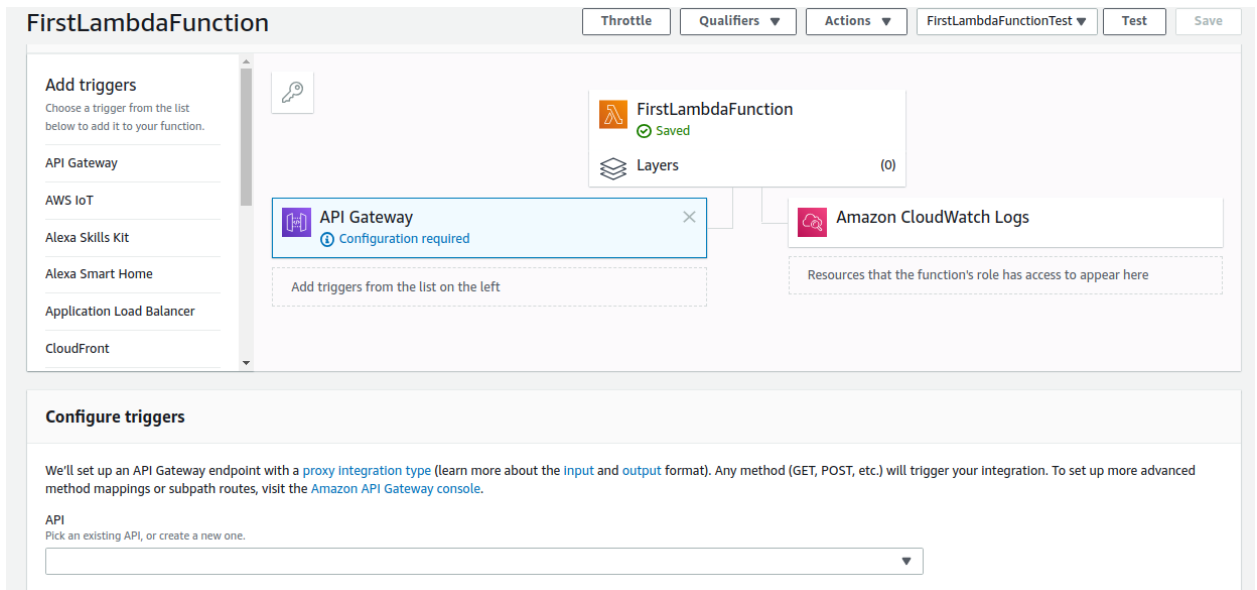 FirstLambdaFunction
Throttle
Qualifiers
Actions
FirstLambdaFunctionTest
Test
Save
Add triggers
Choose a trigger from the list
below to add it to your function.
API Gateway
AWS IoT
Alexa Skills Kit
Alexa Smart Home
Application Load Balancer
CloudFront
FirstLambdaFunction
Saved
Layers
(0)
API Gateway
Configuration required
Add triggers from the list on the left
Amazon CloudWatch Logs
Resources that the function's role has access to appear here
Configure triggers
We'll set up an API Gateway endpoint with a proxy integration type (learn more about the input and output format). Any method (GET, POST, etc.) will trigger your integration. To set up more advanced
method mappings or subpath routes, visit the Amazon API Gateway console.
API
Pick an existing API, or create a new one.